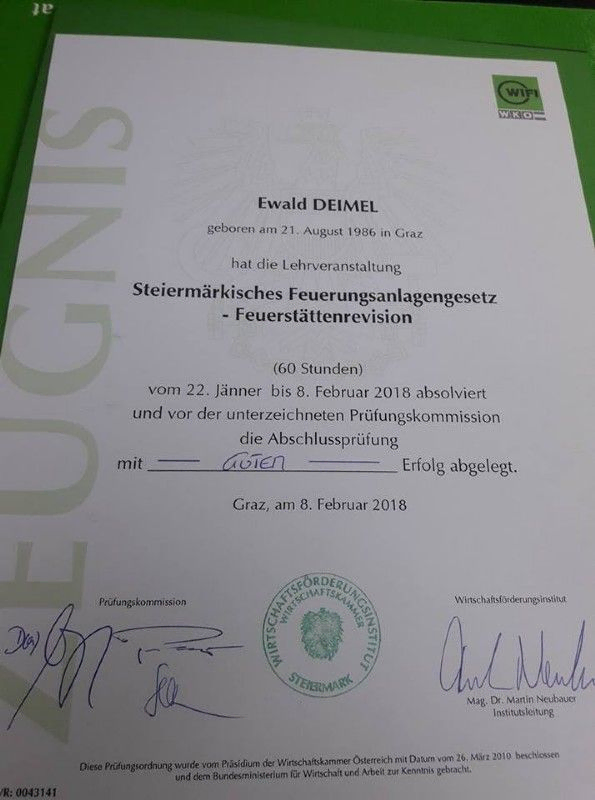 at
WIFI
WKO
ZEUGNIS
Ewald DEIMEL
geboren am 21. August 1986 in Graz
hat die Lehrveranstaltung
Steiermärkisches Feuerungsanlagengesetz
- Feuerstättenrevision
(60 Stunden)
vom 22. Jänner bis 8. Februar 2018 absolviert
und vor der unterzeichneten Prüfungskommission
die Abschlussprüfung
mit GUTEM Erfolg abgelegt.
Graz, am 8. Februar 2018
Prüfungskommission
WIRTSCHAFTSFÖRDERUNGSINSTITUT
WIRTSCHAFTSKAMMER
STEIERMARK
Wirtschaftsförderungsinstitut
Mag. Dr. Martin Neubauer
Institutsleitung
Diese Prüfungsordnung wurde vom Präsidium der Wirtschaftskammer Österreich mit Datum vom 26. März 2010 beschlossen
und dem Bundesministerium für Wirtschaft und Arbeit zur Kenntnis gebracht.
VR: 0043141